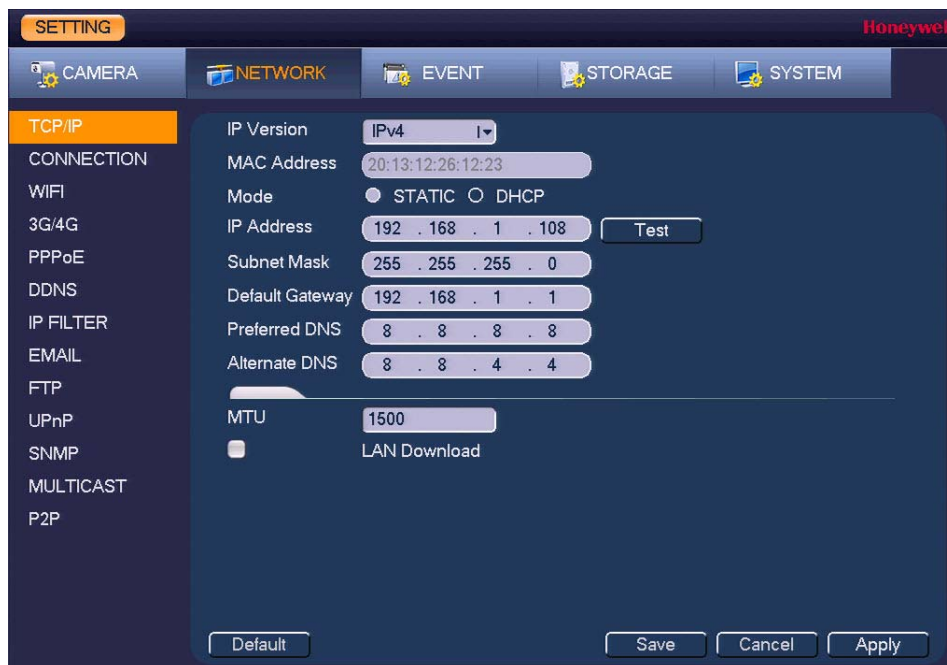 SETTING
Honeywel
CAMERA NETWORK EVENT STORAGE SYSTEM
TCP/IP
CONNECTION
WIFI
3G/4G
PPPoE
DDNS
IP FILTER
EMAIL
FTP
UPnP
SNMP
MULTICAST
P2P
IP Version IPv4
MAC Address 20:13:12:26:12:23
Mode STATIC DHCP
IP Address 192 . 168 . 1 . 108 Test
Subnet Mask 255 . 255 . 255 . 0
Default Gateway 192 . 168 . 1 . 1
Preferred DNS 8 . 8 . 8 . 8
Alternate DNS 8 . 8 . 4 . 4
MTU 1500
LAN Download
Default Save Cancel Apply